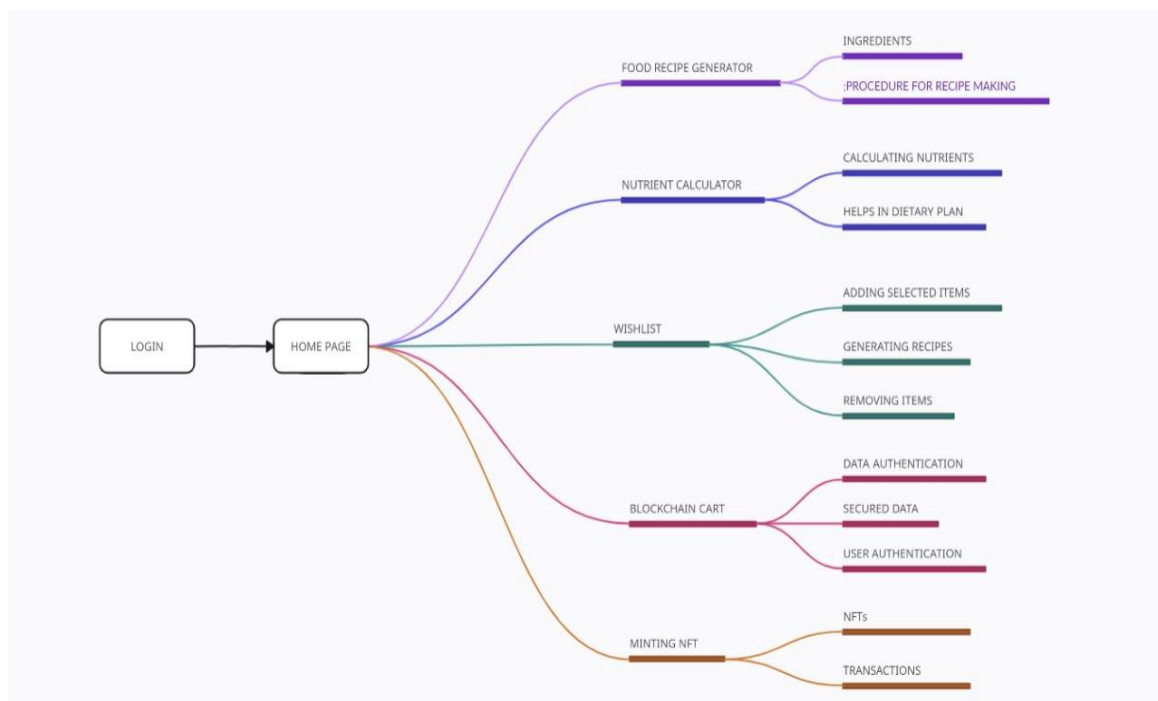 LOGIN
HOME PAGE
FOOD RECIPE GENERATOR
INGREDIENTS
:PROCEDURE FOR RECIPE MAKING
NUTRIENT CALCULATOR
CALCULATING NUTRIENTS
HELPS IN DIETARY PLAN
WISHLIST
ADDING SELECTED ITEMS
GENERATING RECIPES
REMOVING ITEMS
BLOCKCHAIN CART
DATA AUTHENTICATION
SECURED DATA
USER AUTHENTICATION
MINTING NFT
NFTs
TRANSACTIONS